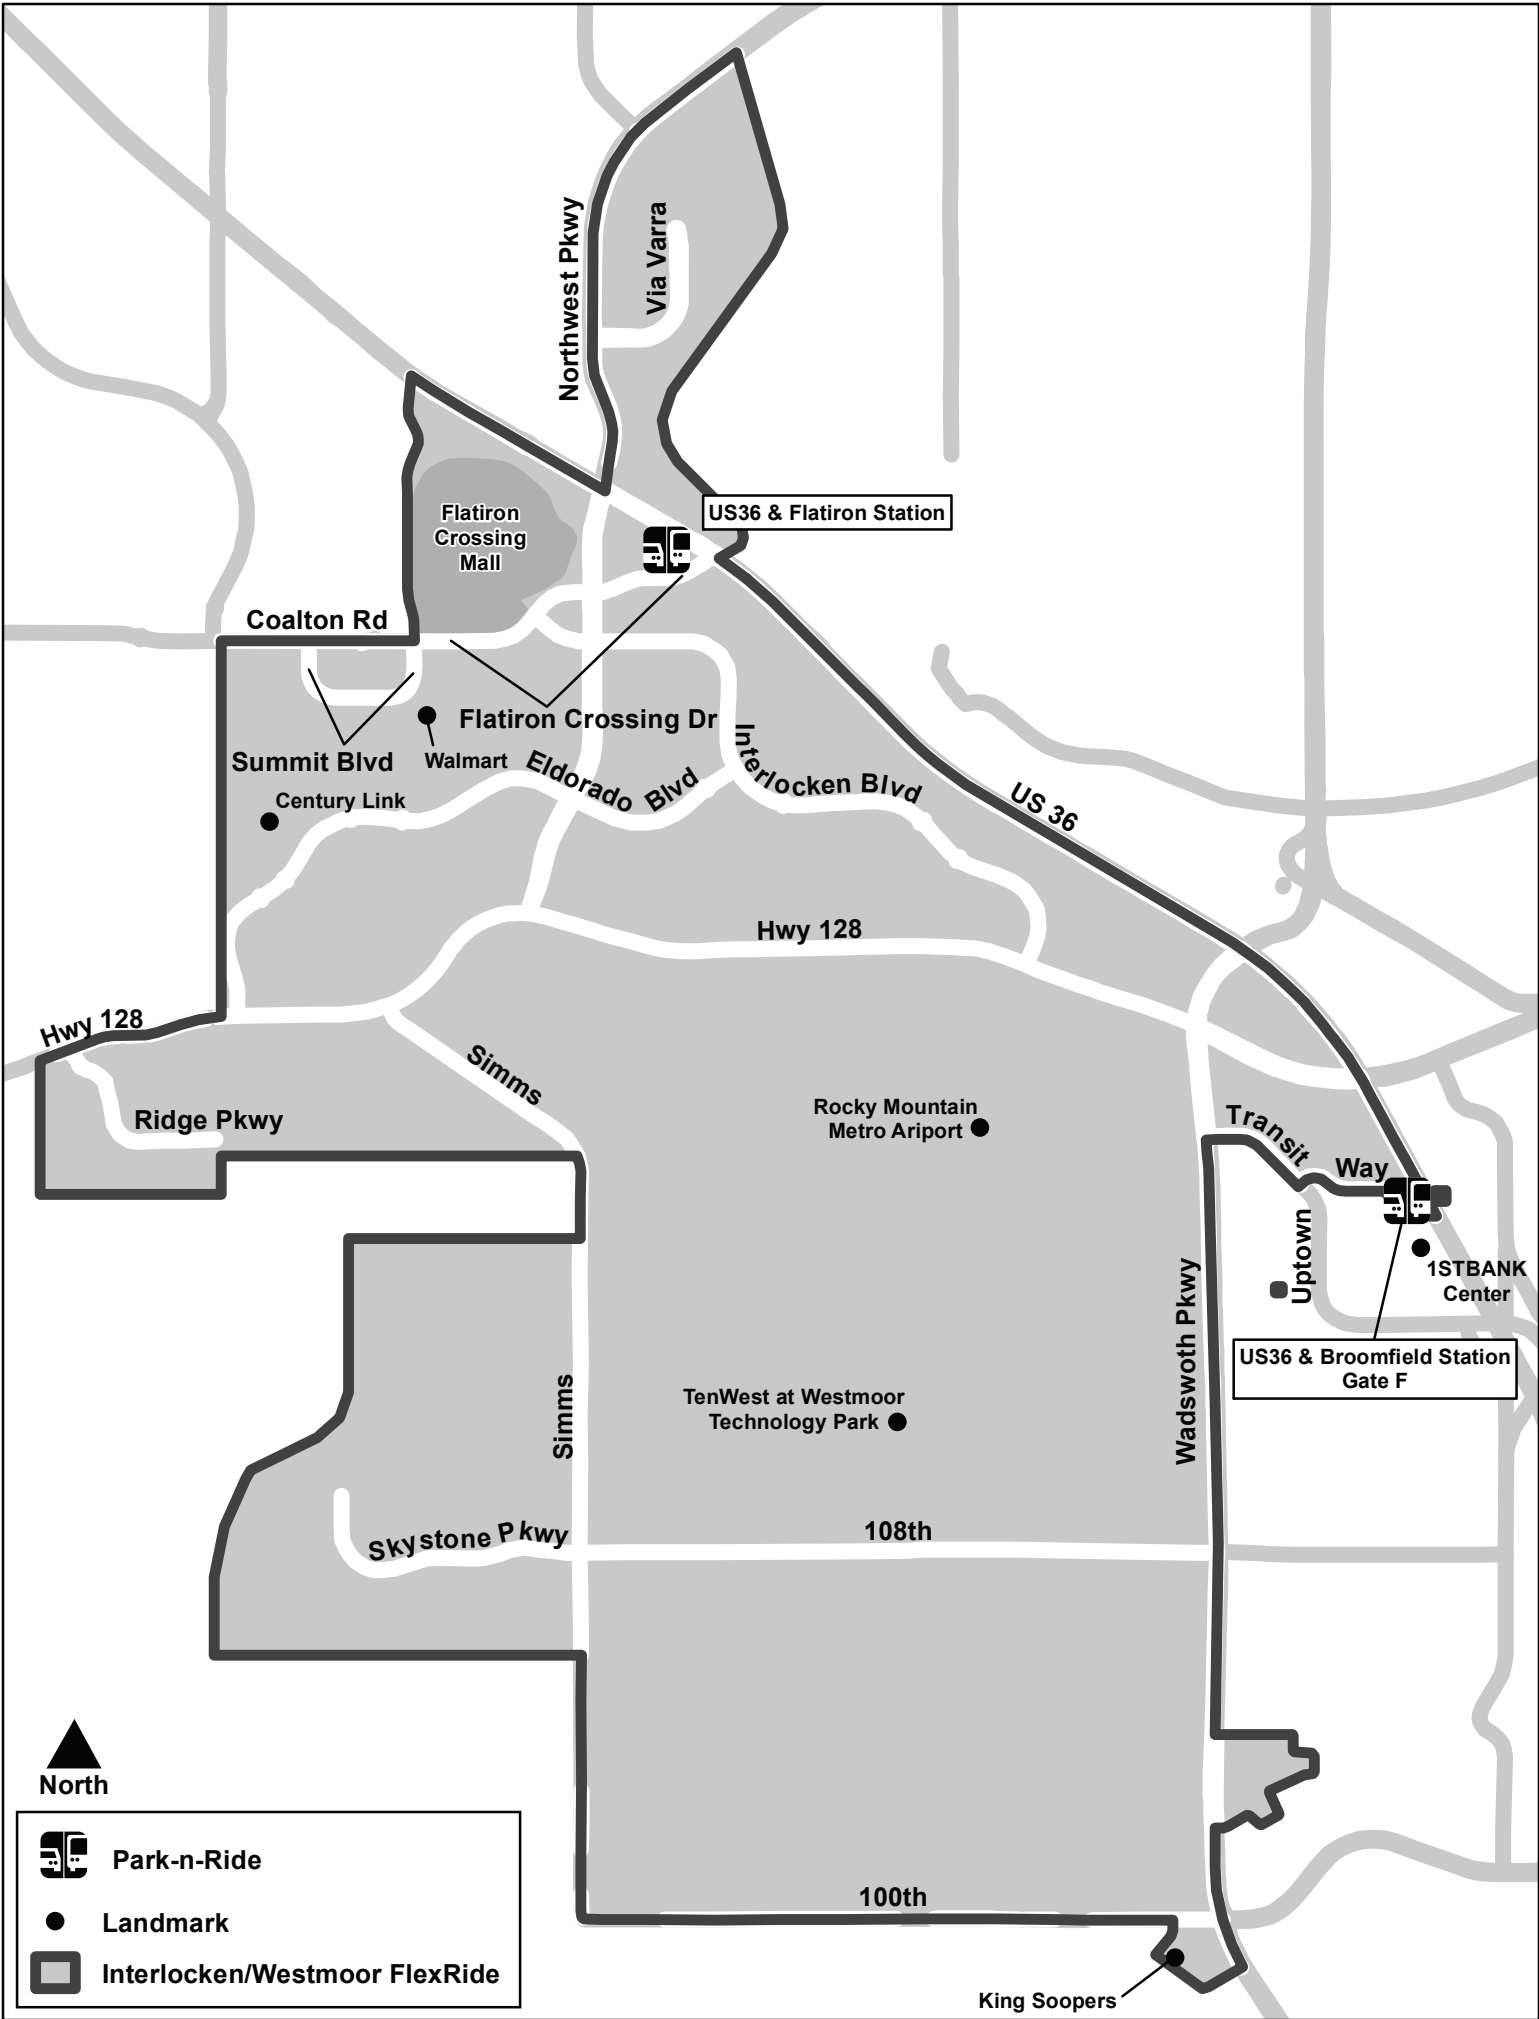 Northwest Pkwy
Via Varra
US36 & Flatiron Station
Flatiron
Crossing
Mall
Coalton Rd
Flatiron Crossing Dr
Summit Blvd
Walmart
Century Link
Eldorado Blvd
Interlocken Blvd
US 36
Hwy 128
Hwy 128
Simms
Ridge Pkwy
Rocky Mountain
Metro Ariport
Transit Way
Uptown
1STBANK
Center
US36 & Broomfield Station
Gate F
Wadswoth Pkwy
Simms
TenWest at Westmoor
Technology Park
Skystone Pkwy
108th
100th
King Soopers
North
Park-n-Ride
Landmark
Interlocken/Westmoor FlexRide